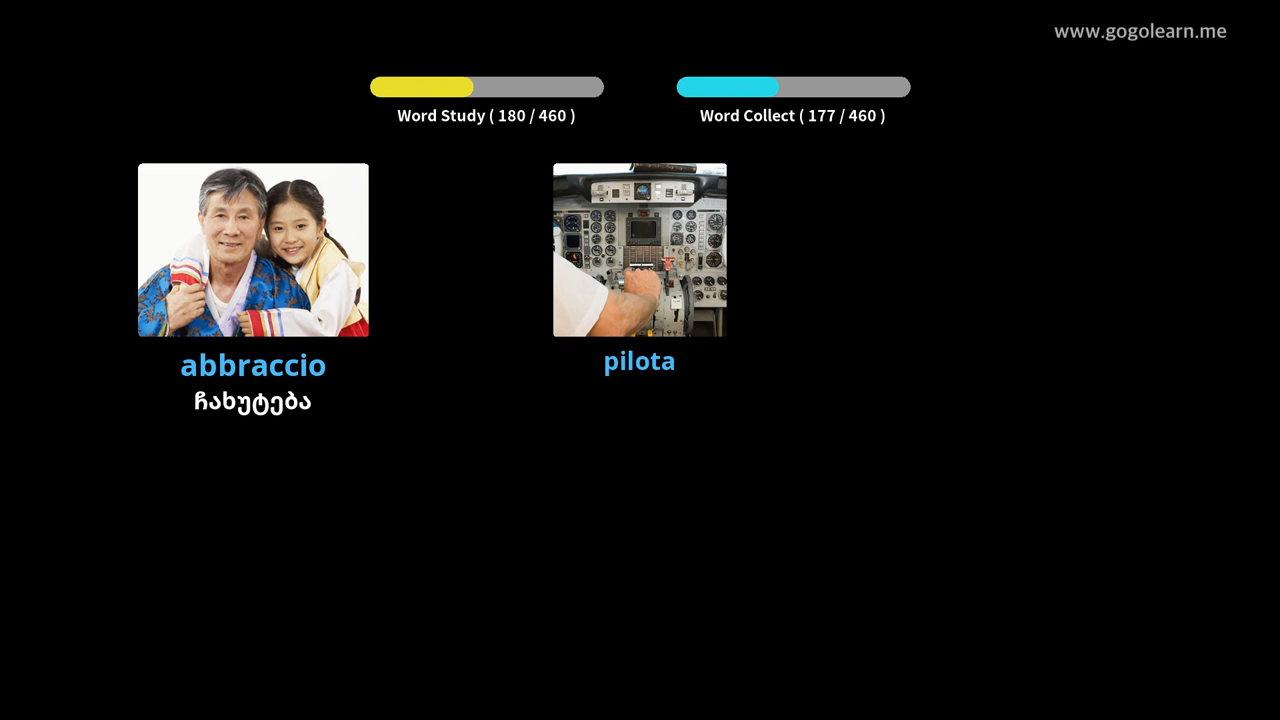 www.gogolearn.me
Word Study ( 180 / 460 )
Word Collect ( 177 / 460 )
abbraccio
ჩახუტება
pilota